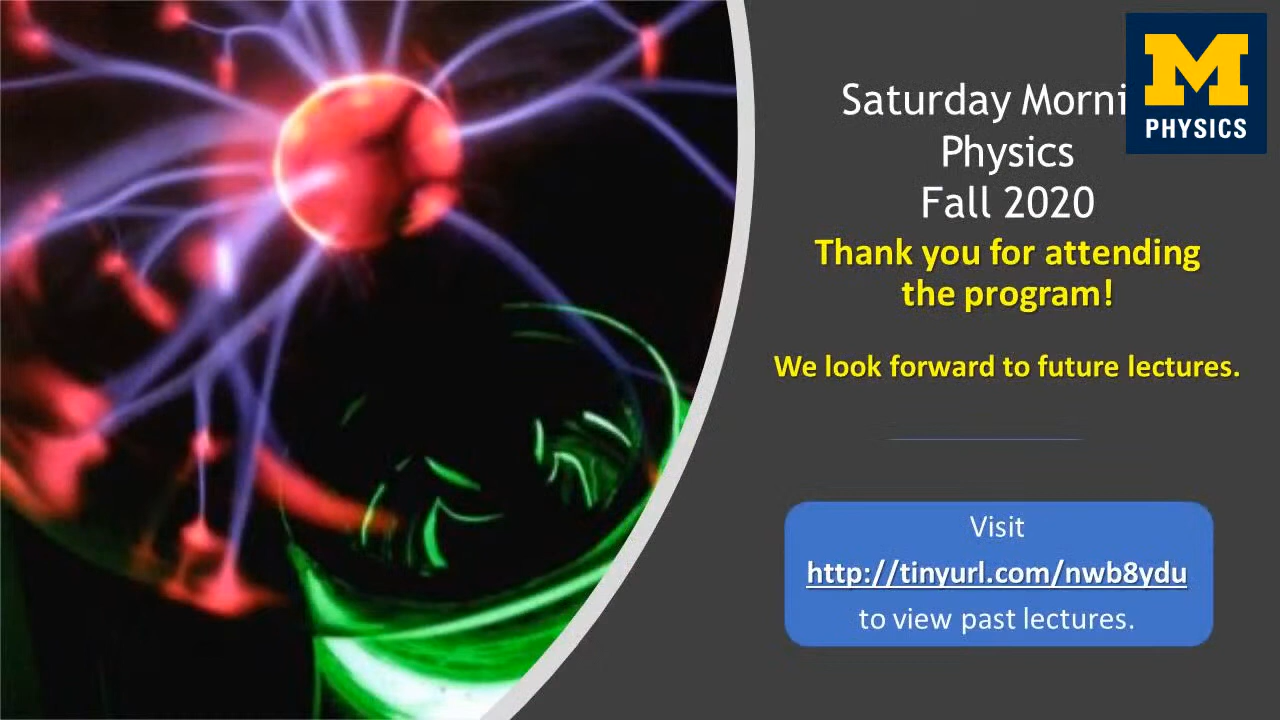 Saturday Morni
Physics
Fall 2020
Thank you for attending
the program!
We look forward to future lectures.
Visit
http://tinyurl.com/nwb8ydu
to view past lectures.
M
PHYSICS